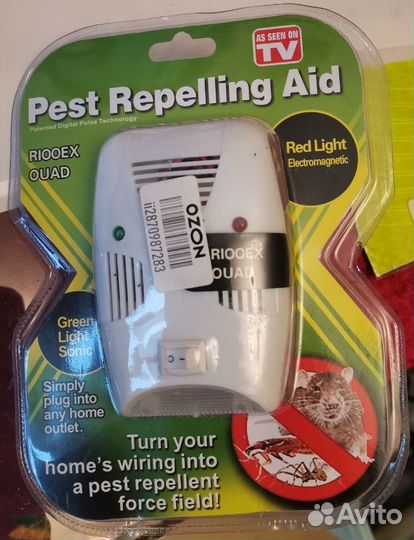 AS SEEN ON
TV
Pest Repelling Aid
Patented Digital Pulse Technology
RIOOEX
OUAD
Red Light
Electromagnetic
OZON
ii2870987283
RIOOEX
OUAD
Green
Light
Sonic
Simply
plug into
any home
outlet.
Turn your
home's wiring into
a pest repellent
force field!
Avito